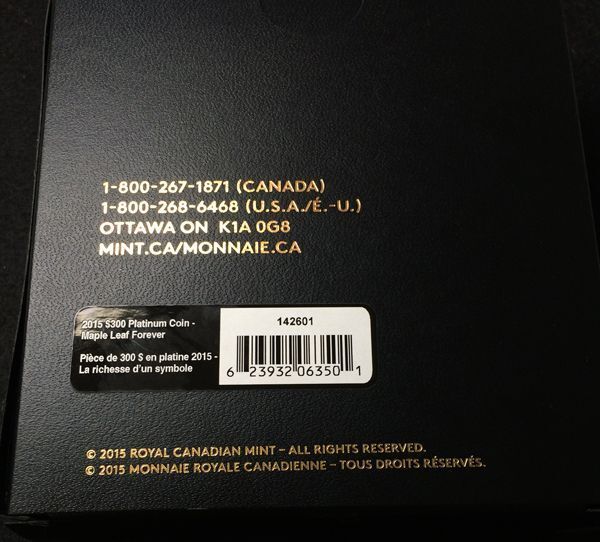 1-800-267-1871 (CANADA)
1-800-268-6468 (U.S.A./É.-U.)
OTTAWA ON K1A 0G8
MINT.CA/MONNAIE.CA
2015 $300 Platinum Coin -
Maple Leaf Forever
Pièce de 300 $ en platine 2015 -
La richesse d'un symbole
142601
6 23932 06350 1
© 2015 ROYAL CANADIAN MINT – ALL RIGHTS RESERVED.
© 2015 MONNAIE ROYALE CANADIENNE – TOUS DROITS RÉSERVÉS.